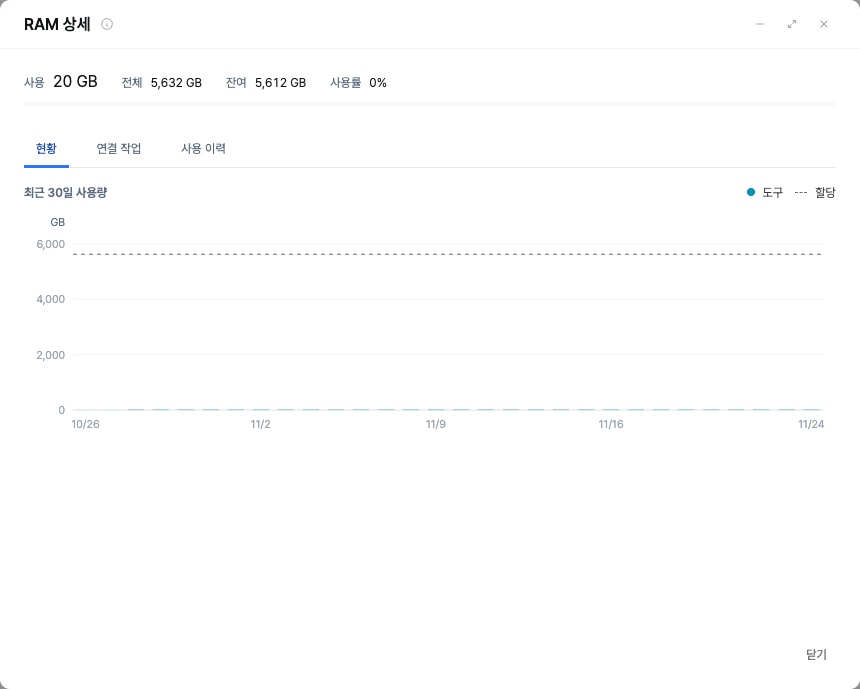 RAM 상세
사용 20 GB 전체 5,632 GB 잔여 5,612 GB 사용률 0%
현황 연결 작업 사용 이력
최근 30일 사용량 도구 할당
GB
6,000
4,000
2,000
0
10/26 11/2 11/9 11/16 11/24
닫기